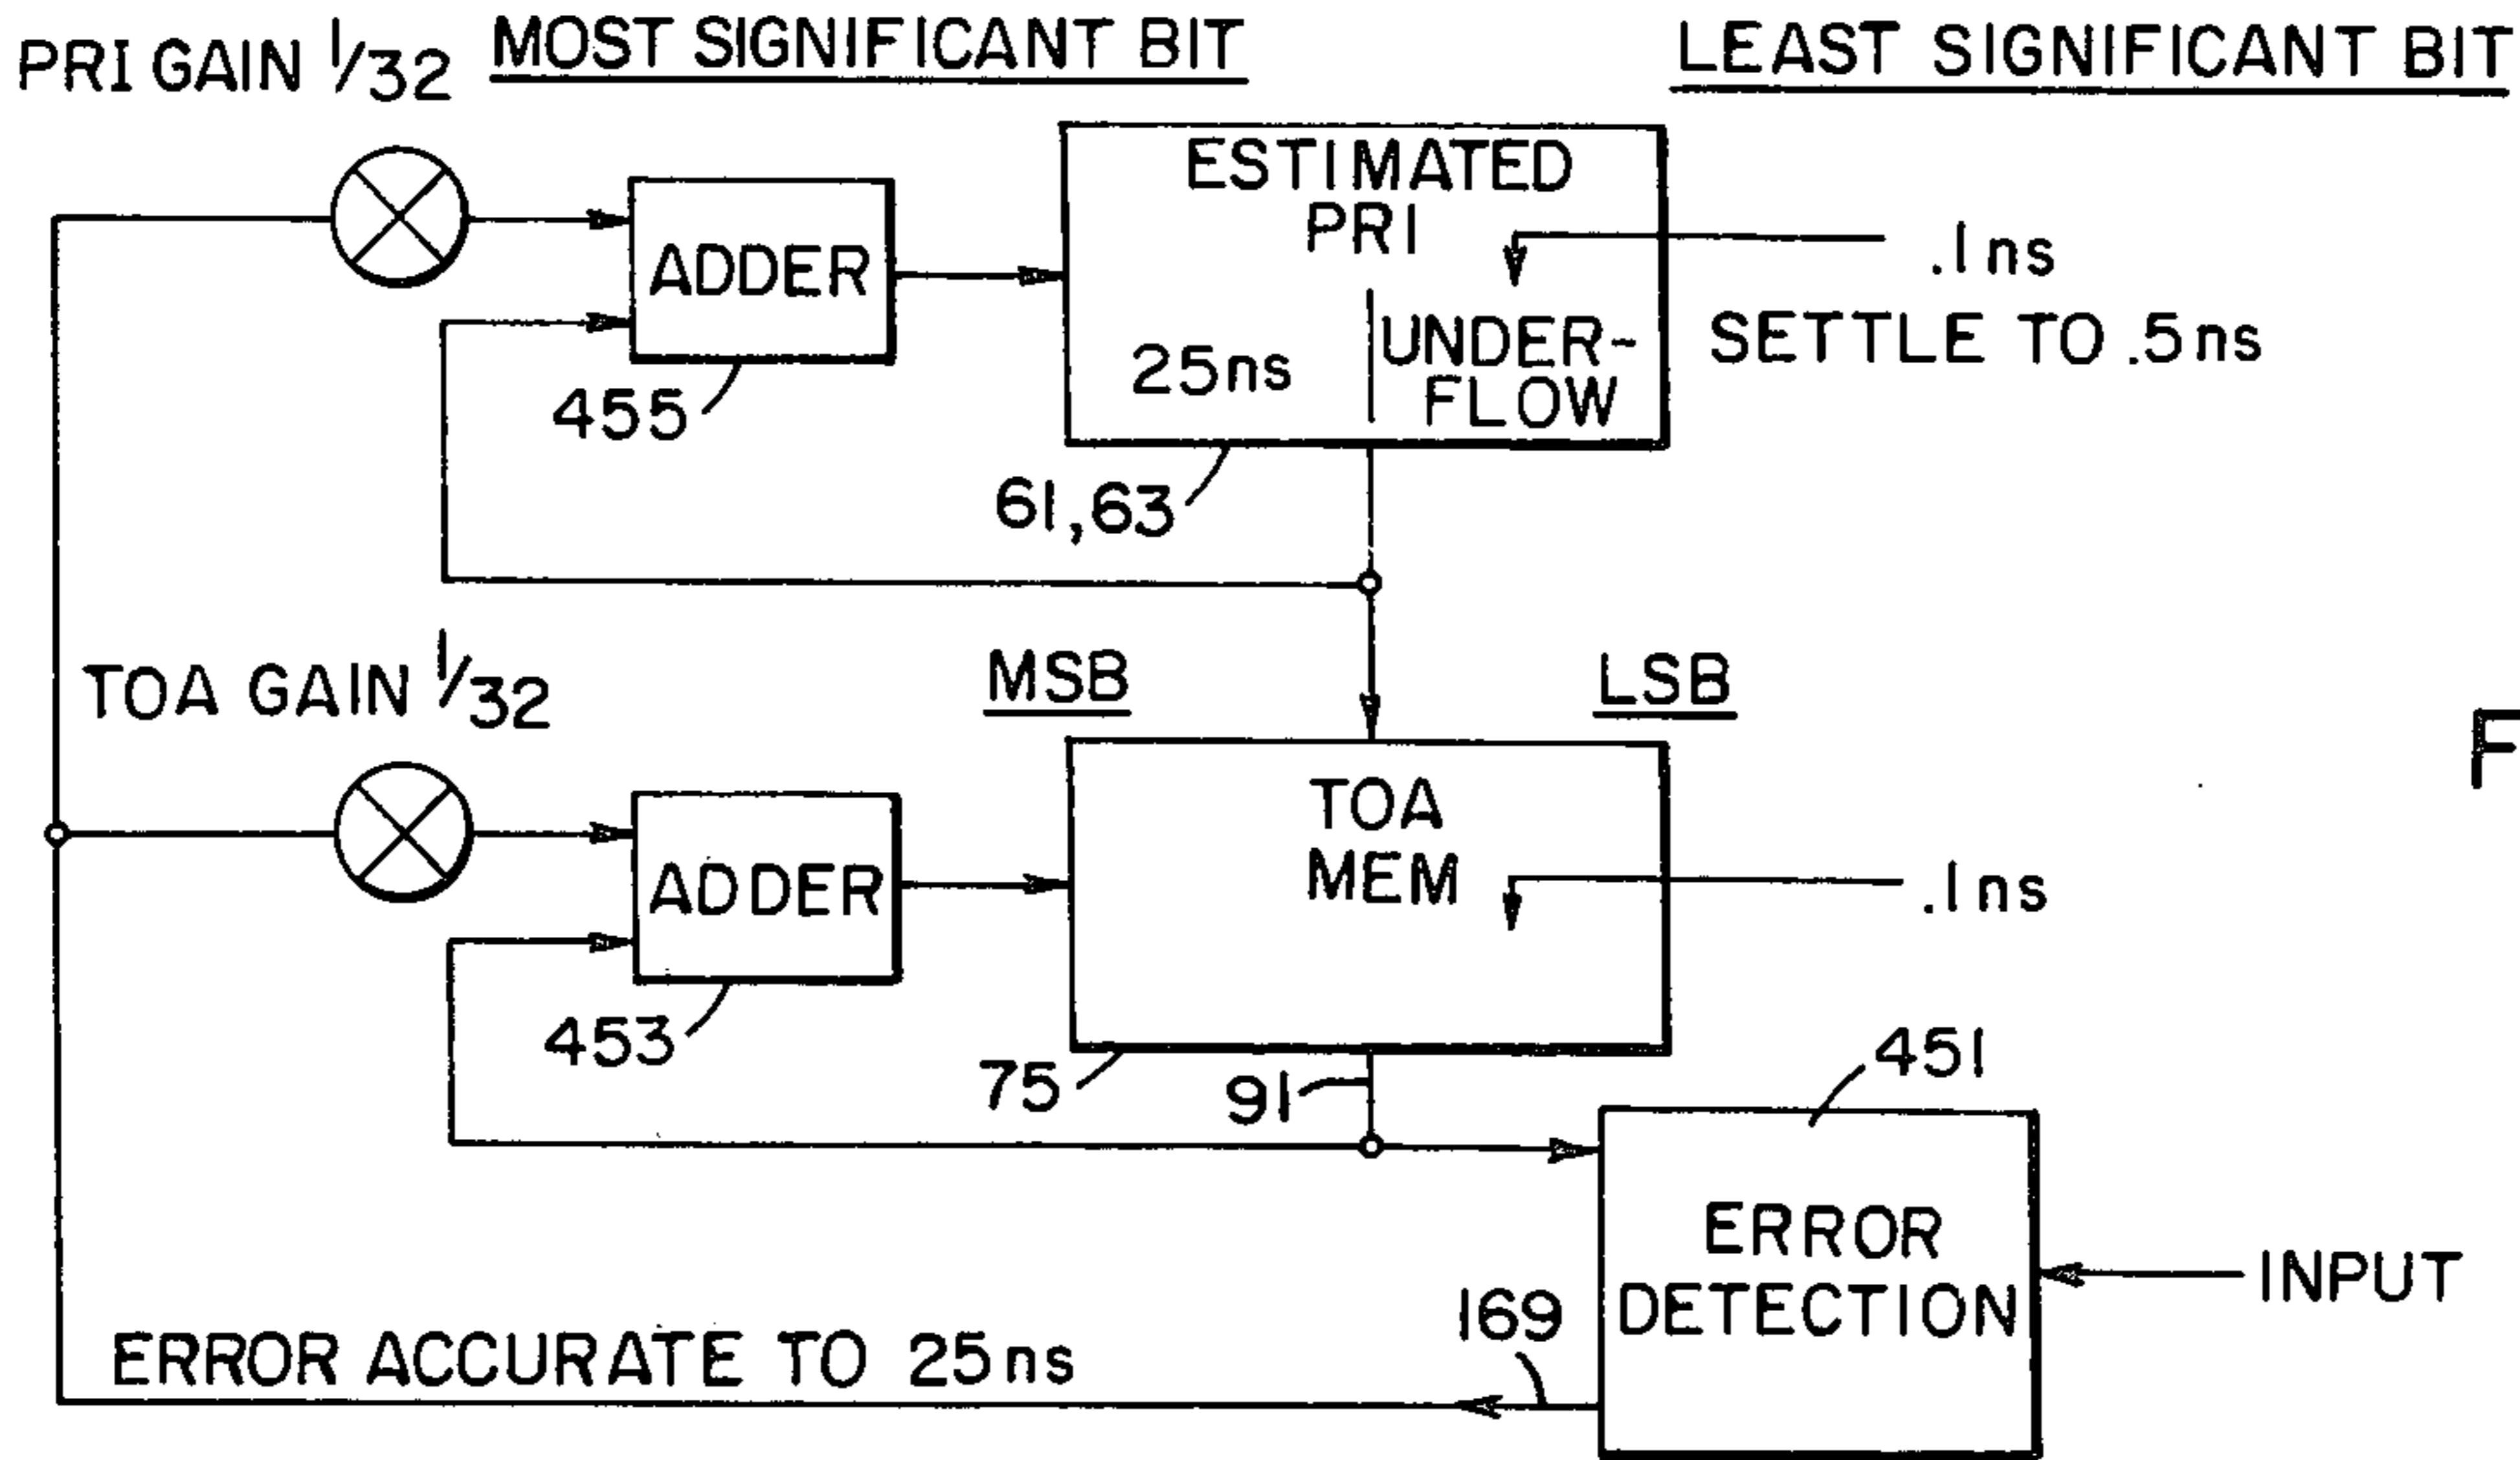 PRI GAIN 1/32
MOST SIGNIFICANT BIT
LEAST SIGNIFICANT BIT
ESTIMATED
PRI
.1ns
SETTLE TO .5ns
ADDER
25ns
UNDER-
FLOW
455
61,63
TOA GAIN 1/32
MSB
LSB
F
TOA
MEM
.1ns
ADDER
453
75
91
451
ERROR
DETECTION
INPUT
169
ERROR ACCURATE TO 25ns